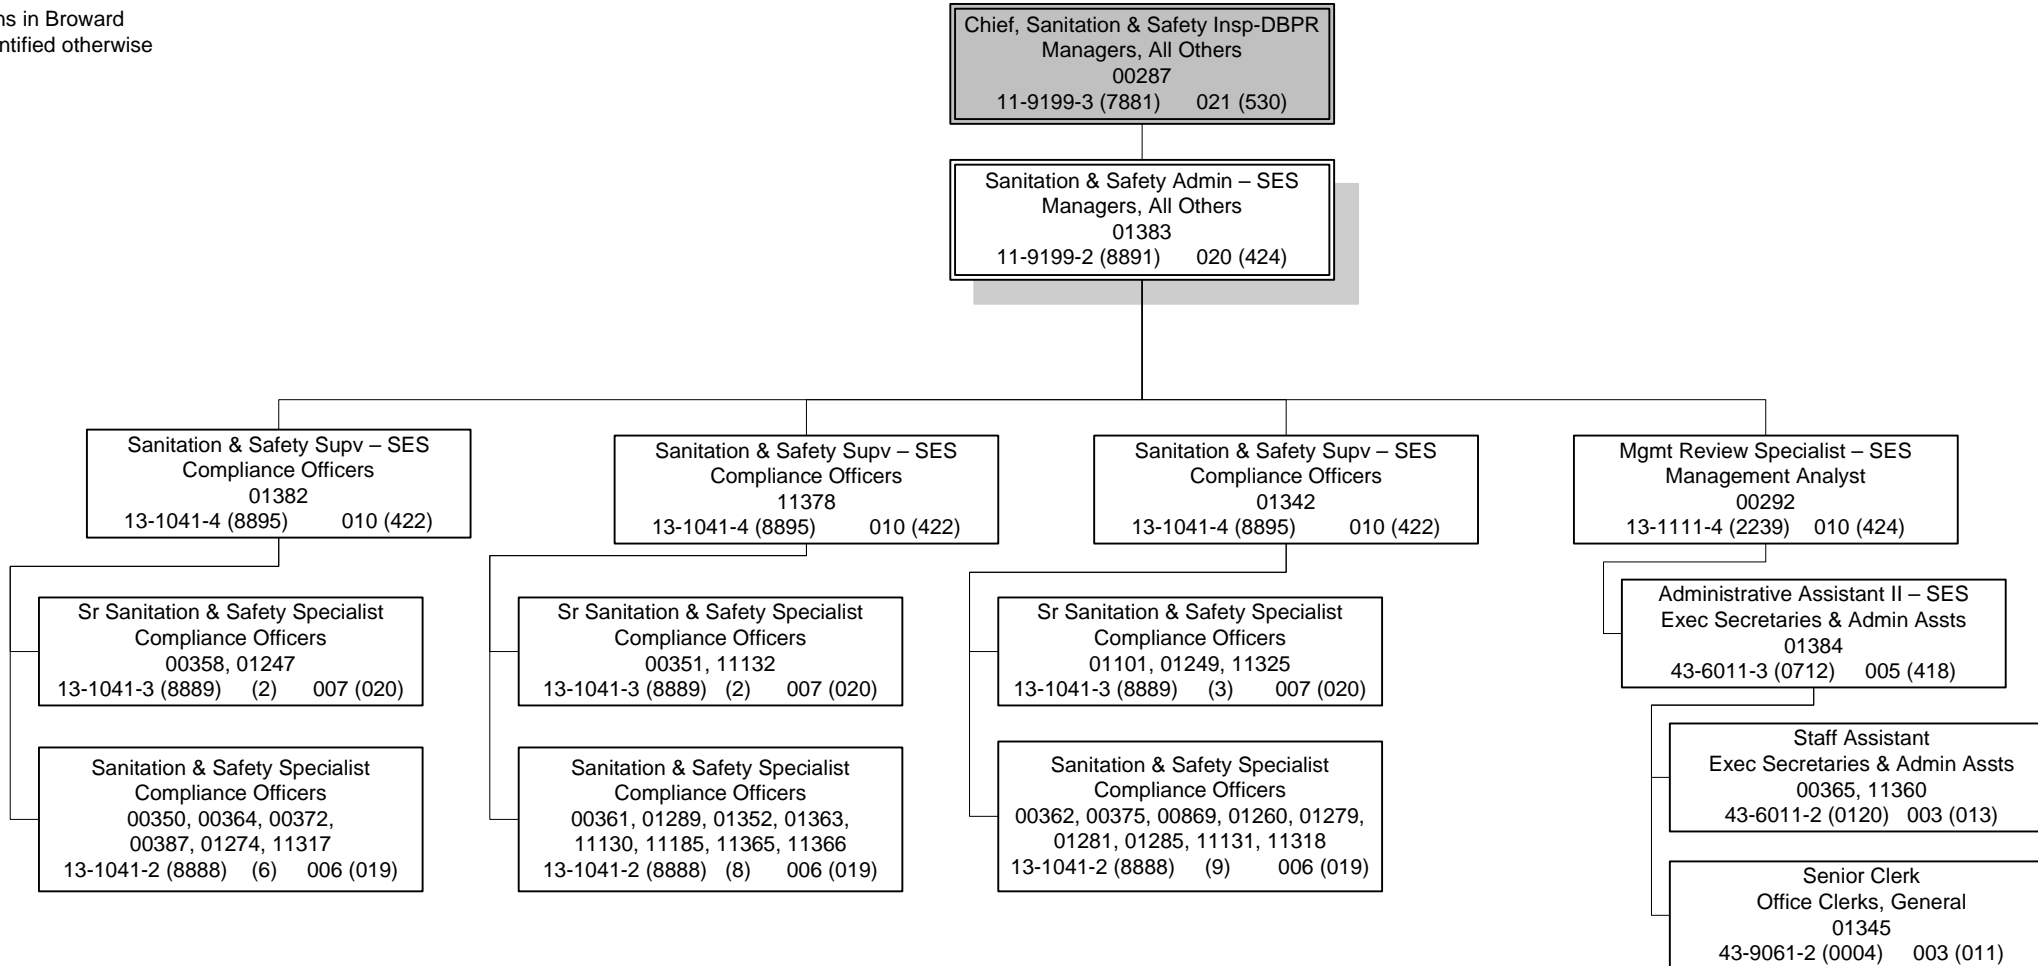 ns in Broward
ntified otherwise
Chief, Sanitation & Safety Insp-DBPR
Managers, All Others
00287
11-9199-3 (7881) 021 (530)
Sanitation & Safety Admin – SES
Managers, All Others
01383
11-9199-2 (8891) 020 (424)
Sanitation & Safety Supv – SES
Compliance Officers
01382
13-1041-4 (8895) 010 (422)
Sr Sanitation & Safety Specialist
Compliance Officers
00358, 01247
13-1041-3 (8889) (2) 007 (020)
Sanitation & Safety Specialist
Compliance Officers
00350, 00364, 00372,
00387, 01274, 11317
13-1041-2 (8888) (6) 006 (019)
Sanitation & Safety Supv – SES
Compliance Officers
11378
13-1041-4 (8895) 010 (422)
Sr Sanitation & Safety Specialist
Compliance Officers
00351, 11132
13-1041-3 (8889) (2) 007 (020)
Sanitation & Safety Specialist
Compliance Officers
00361, 01289, 01352, 01363,
11130, 11185, 11365, 11366
13-1041-2 (8888) (8) 006 (019)
Sanitation & Safety Supv – SES
Compliance Officers
01342
13-1041-4 (8895) 010 (422)
Sr Sanitation & Safety Specialist
Compliance Officers
01101, 01249, 11325
13-1041-3 (8889) (3) 007 (020)
Sanitation & Safety Specialist
Compliance Officers
00362, 00375, 00869, 01260, 01279,
01281, 01285, 11131, 11318
13-1041-2 (8888) (9) 006 (019)
Mgmt Review Specialist – SES
Management Analyst
00292
13-1111-4 (2239) 010 (424)
Administrative Assistant II – SES
Exec Secretaries & Admin Assts
01384
43-6011-3 (0712) 005 (418)
Staff Assistant
Exec Secretaries & Admin Assts
00365, 11360
43-6011-2 (0120) 003 (013)
Senior Clerk
Office Clerks, General
01345
43-9061-2 (0004) 003 (011)